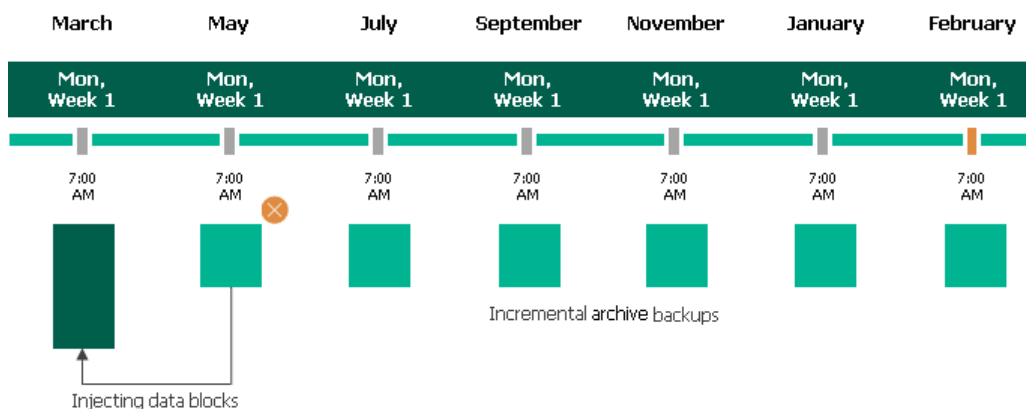 March May July September November January February
Mon, Mon, Mon, Mon, Mon, Mon, Mon,
Week 1 Week 1 Week 1 Week 1 Week 1 Week 1 Week 1
7:00 7:00 7:00 7:00 7:00 7:00 7:00
AM AM AM AM AM AM AM
Incremental archive backups
Injecting data blocks